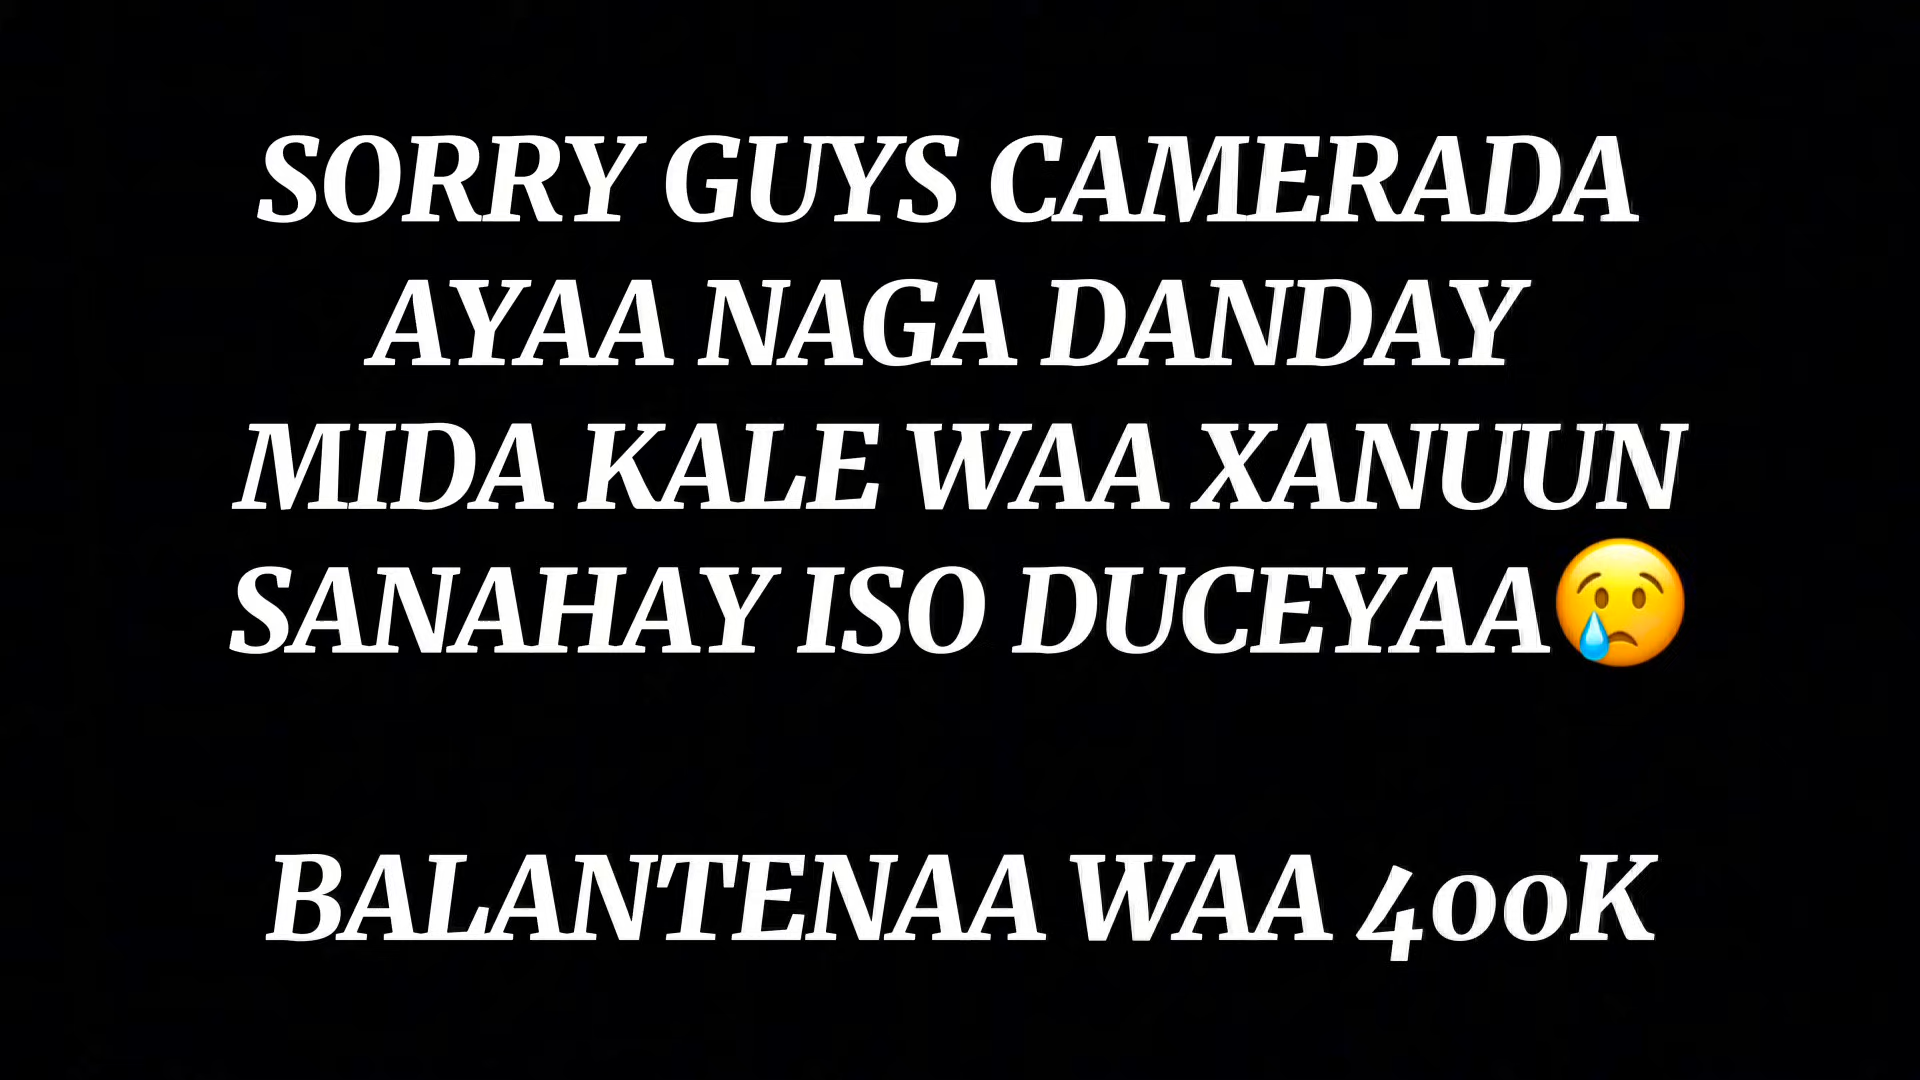 SORRY GUYS CAMERADA
AYAA NAGA DANDAY
MIDA KALE WAA XANUUN
SANAHAY ISO DUCEYAA😢
BALANTENAA WAA 400K